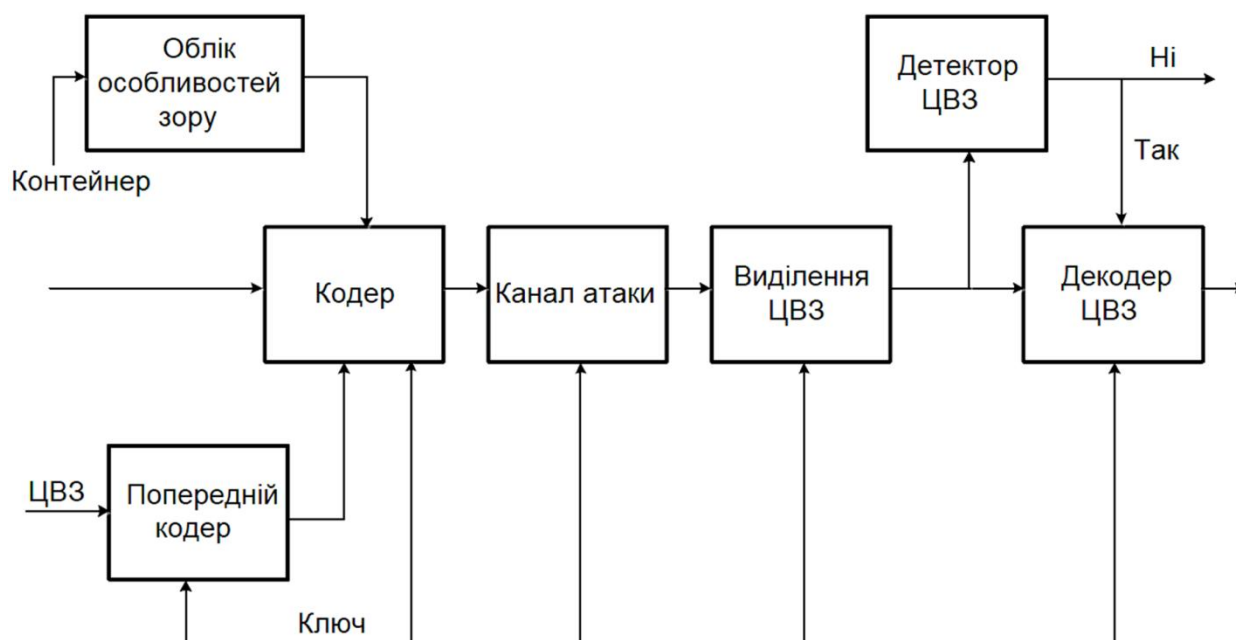 Облік
особливостей
зору
Контейнер
Детектор
ЦВЗ
Ні
Так
Кодер
Канал атаки
Виділення
ЦВЗ
Декодер
ЦВЗ
ЦВЗ
Попередній
кодер
Ключ